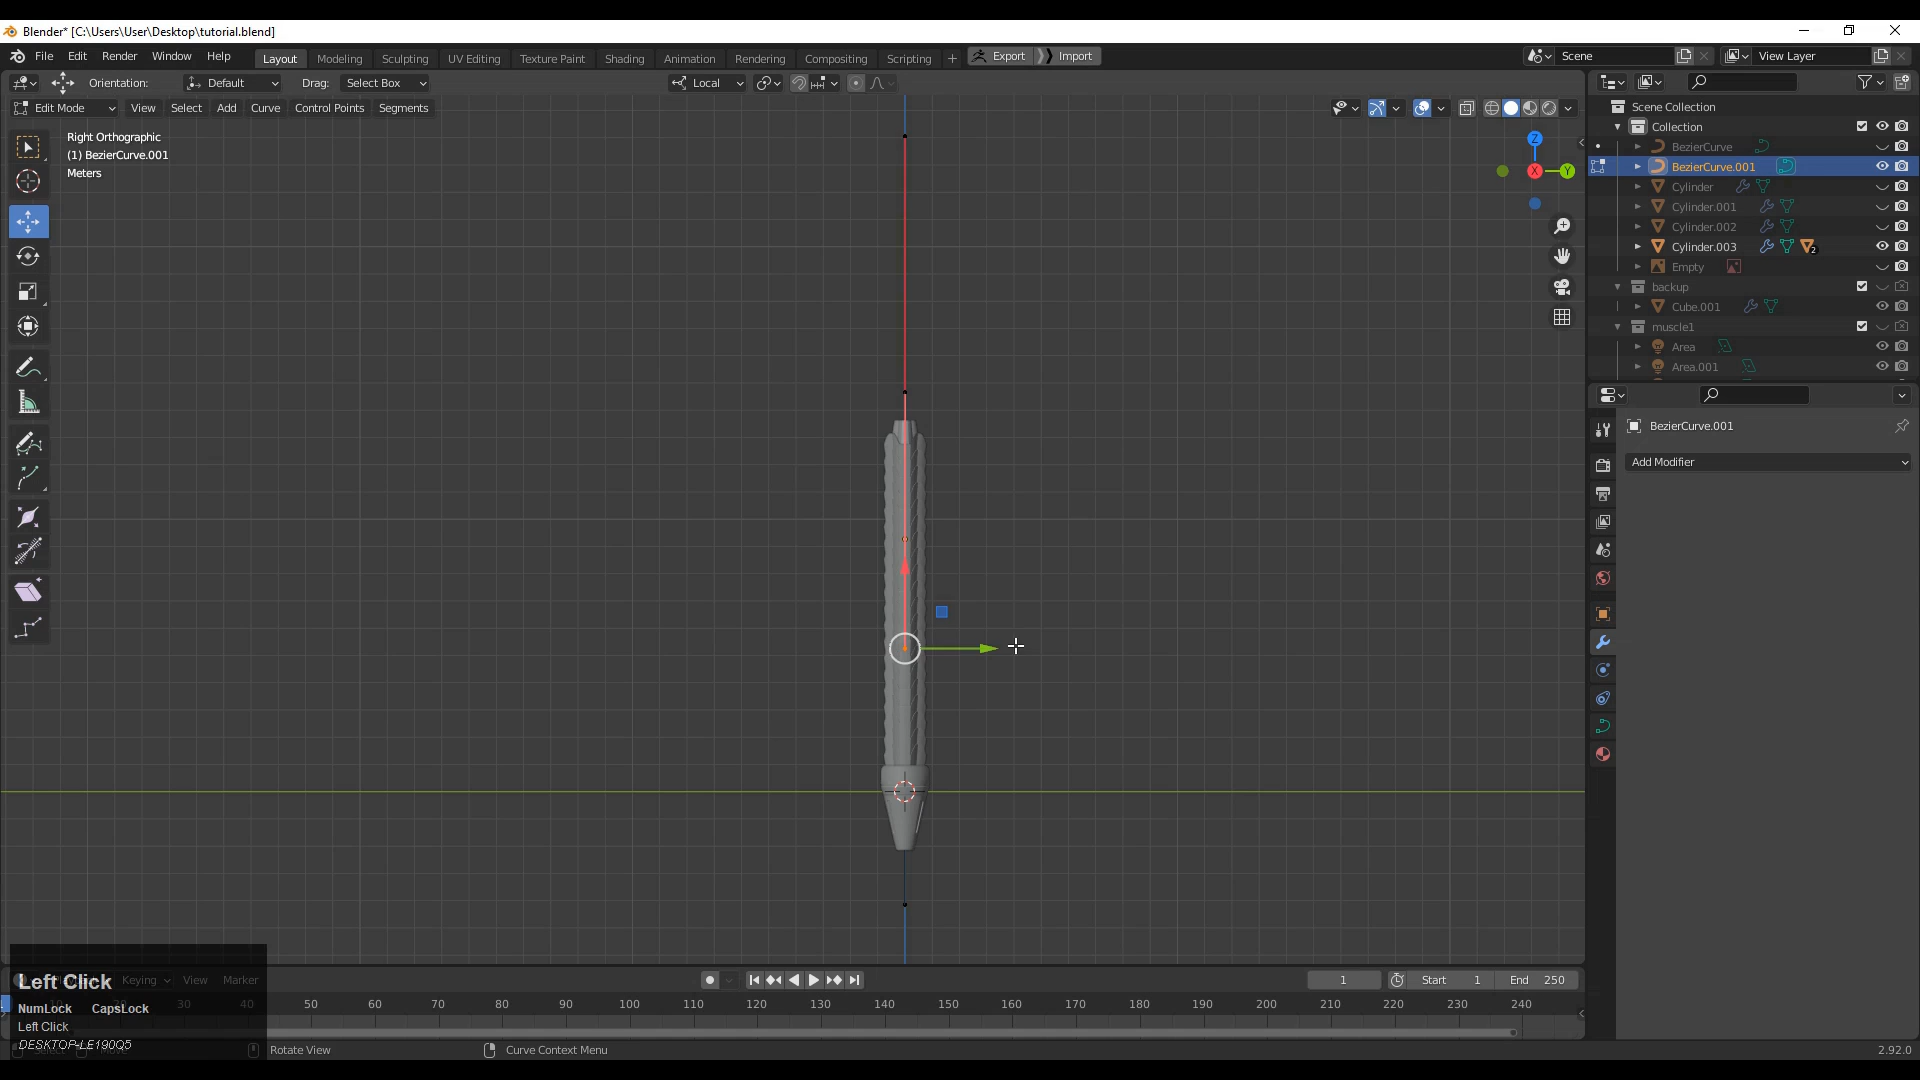 Blender* [C:\Users\User\Desktop\tutorial.blend]
File Edit Render Window Help Layout Modeling Sculpting UV Editing Texture Paint Shading Animation Rendering Compositing Scripting + Export Import Scene View Layer
Orientation: Default Drag: Select Box Local
Edit Mode View Select Add Curve Control Points Segments
Right Orthographic
(1) BezierCurve.001
Meters
Z
X
Y
Scene Collection
Collection
BezierCurve
BezierCurve.001
Cylinder
Cylinder.001
Cylinder.002
Cylinder.003 2
Empty
backup
Cube.001
muscle1
Area
Area.001
BezierCurve.001
Add Modifier
Left Click
Keying View Marker 1 Start 1 End 250
30 40 50 60 70 80 90 100 110 120 130 140 150 160 170 180 190 200 210 220 230 240
NumLock CapsLock
Left Click
DESKTOP-LE190Q5
Rotate View Curve Context Menu 2.92.0